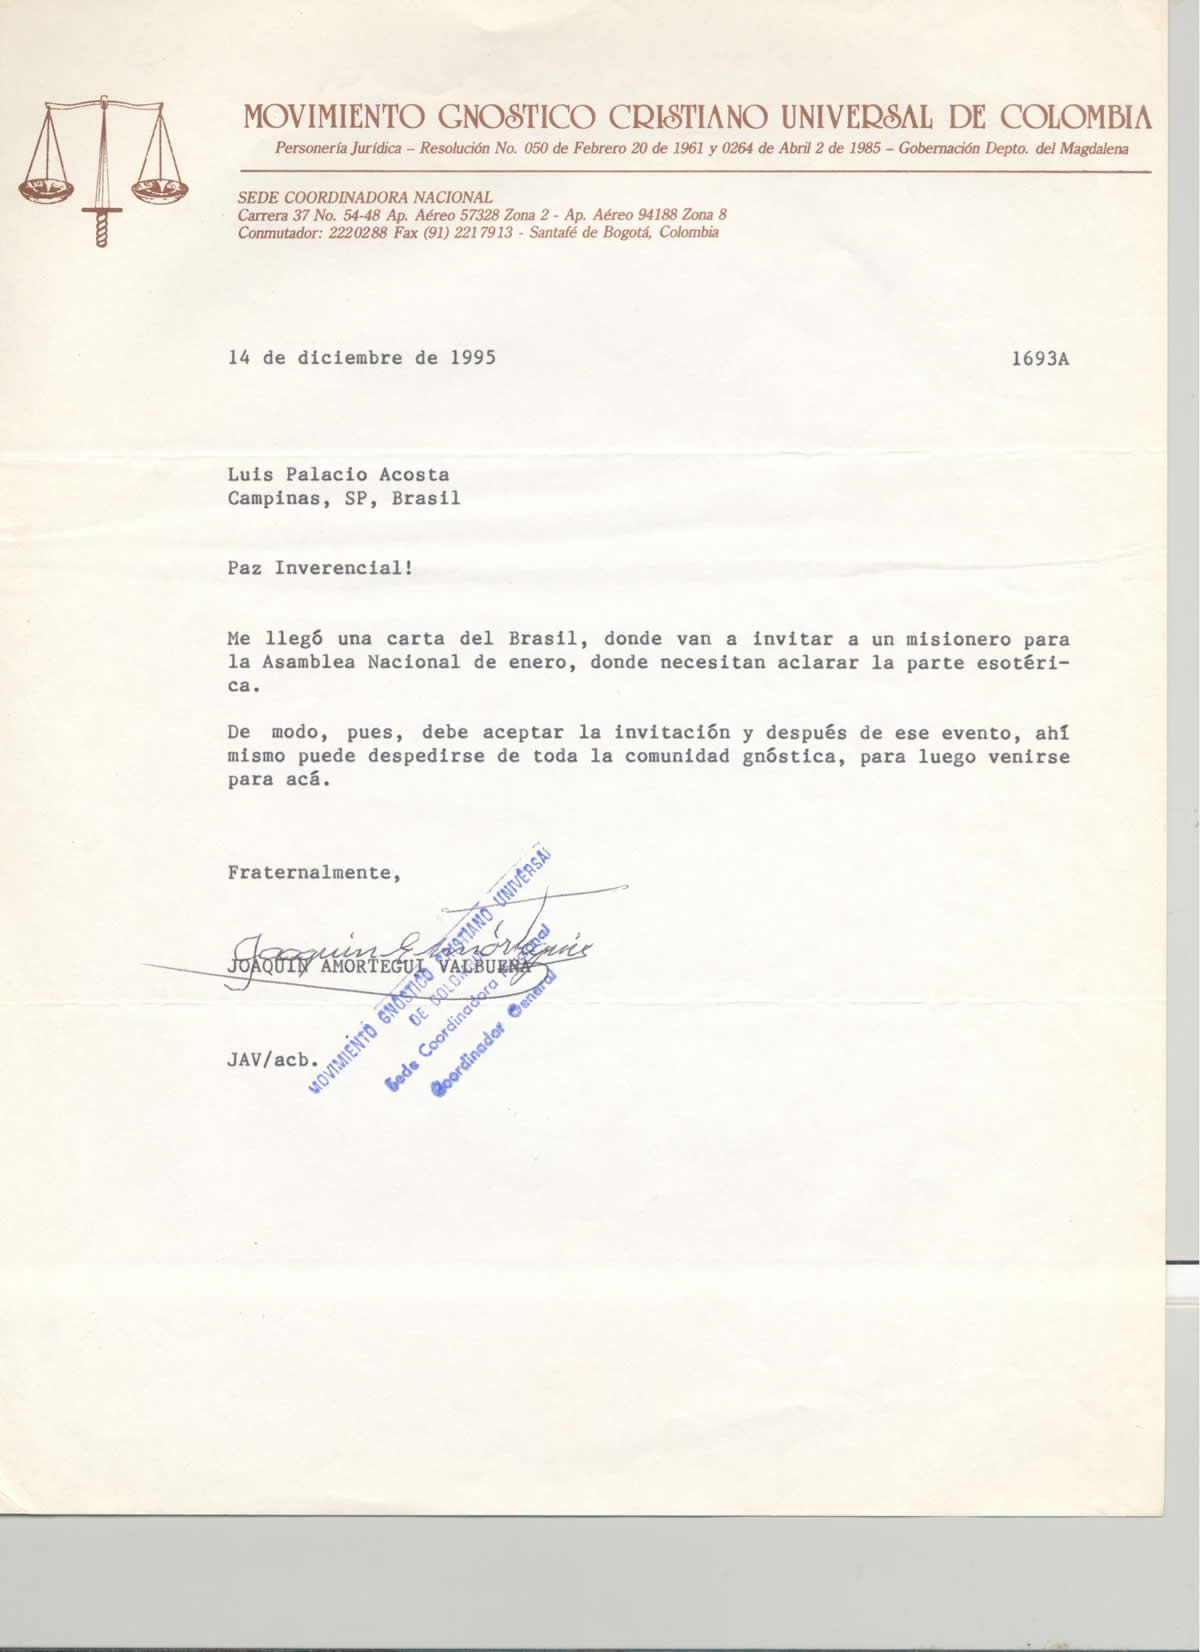 MOVIMIENTO GNOSTICO CRISTIANO UNIVERSAL DE COLOMBIA
Personería Jurídica – Resolución No. 050 de Febrero 20 de 1961 y 0264 de Abril 2 de 1985 – Gobernación Depto. del Magdalena
SEDE COORDINADORA NACIONAL
Carrera 37 No. 54-48 Ap. Aéreo 57328 Zona 2 - Ap. Aéreo 94188 Zona 8
Conmutador: 2220288 Fax (91) 2217913 - Santafé de Bogotá, Colombia
14 de diciembre de 1995 1693A
Luis Palacio Acosta
Campinas, SP, Brasil
Paz Inverencial!
Me llegó una carta del Brasil, donde van a invitar a un misionero para
la Asamblea Nacional de enero, donde necesitan aclarar la parte esotéri-
ca.
De modo, pues, debe aceptar la invitación y después de ese evento, ahí
mismo puede despedirse de toda la comunidad gnóstica, para luego venirse
para acá.
Fraternalmente,
Joaquin E Amórtegui
JOAQUIN AMORTEGUI VALBUENA
MOVIMIENTO GNOSTICO CRISTIANO UNIVERSAL
DE COLOMBIA
Sede Coordinadora Nacional
Coordinador General
JAV/acb.